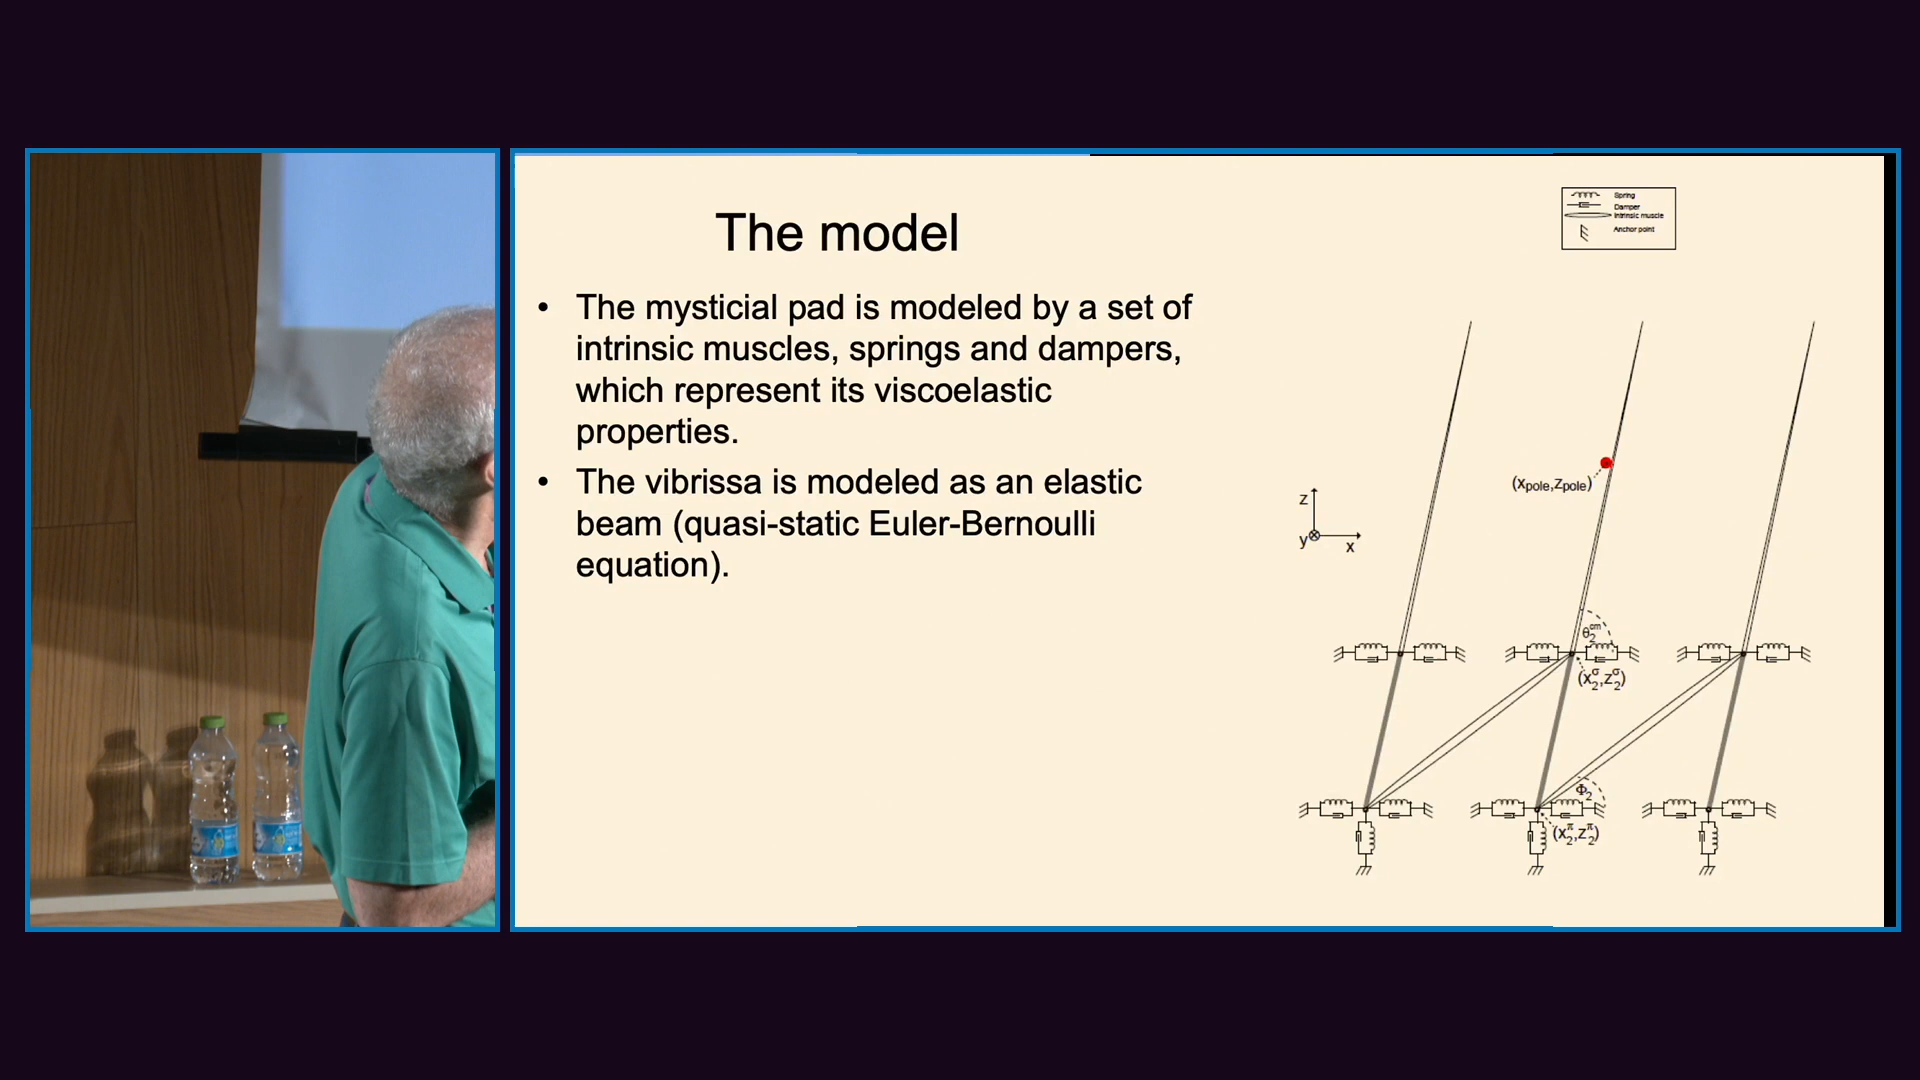 The model
• The mysticial pad is modeled by a set of
intrinsic muscles, springs and dampers,
which represent its viscoelastic
properties.
• The vibrissa is modeled as an elastic
beam (quasi-static Euler-Bernoulli
equation).
Spring
Damper
Intrinsic muscle
Anchor point
(xpole,zpole)
z
y
x
θ₂ᶜᵐ
(x₂^σ,z₂^σ)
Φ₂
(x₂^π,z₂^π)